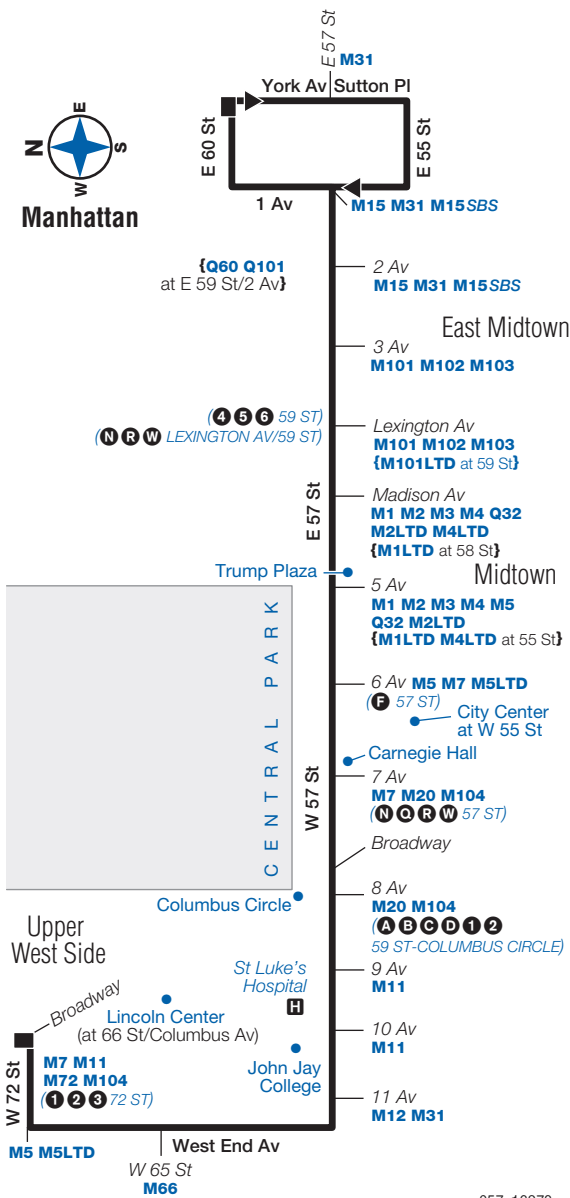 E 57 St
M31
York Av Sutton Pl
E 60 St
E 55 St
1 Av
M15 M31 M15SBS
N
E
S
W
Manhattan
{Q60 Q101
at E 59 St/2 Av}
2 Av
M15 M31 M15SBS
East Midtown
3 Av
M101 M102 M103
(4 5 6 59 ST)
(N R W LEXINGTON AV/59 ST)
Lexington Av
M101 M102 M103
{M101LTD at 59 St}
E 57 St
Madison Av
M1 M2 M3 M4 Q32
M2LTD M4LTD
{M1LTD at 58 St}
Trump Plaza
Midtown
5 Av
M1 M2 M3 M4 M5
Q32 M2LTD
{M1LTD M4LTD at 55 St}
CENTRAL PARK
6 Av M5 M7 M5LTD
(F 57 ST)
City Center
at W 55 St
Carnegie Hall
W 57 St
7 Av
M7 M20 M104
(N Q R W 57 ST)
Broadway
8 Av
M20 M104
(A B C D 1 2
59 ST-COLUMBUS CIRCLE)
Columbus Circle
Upper
West Side
St Luke's
Hospital
H
9 Av
M11
Broadway
Lincoln Center
(at 66 St/Columbus Av)
10 Av
M11
W 72 St
M7 M11
M72 M104
(1 2 3 72 ST)
John Jay
College
11 Av
M12 M31
M5 M5LTD
West End Av
W 65 St
M66